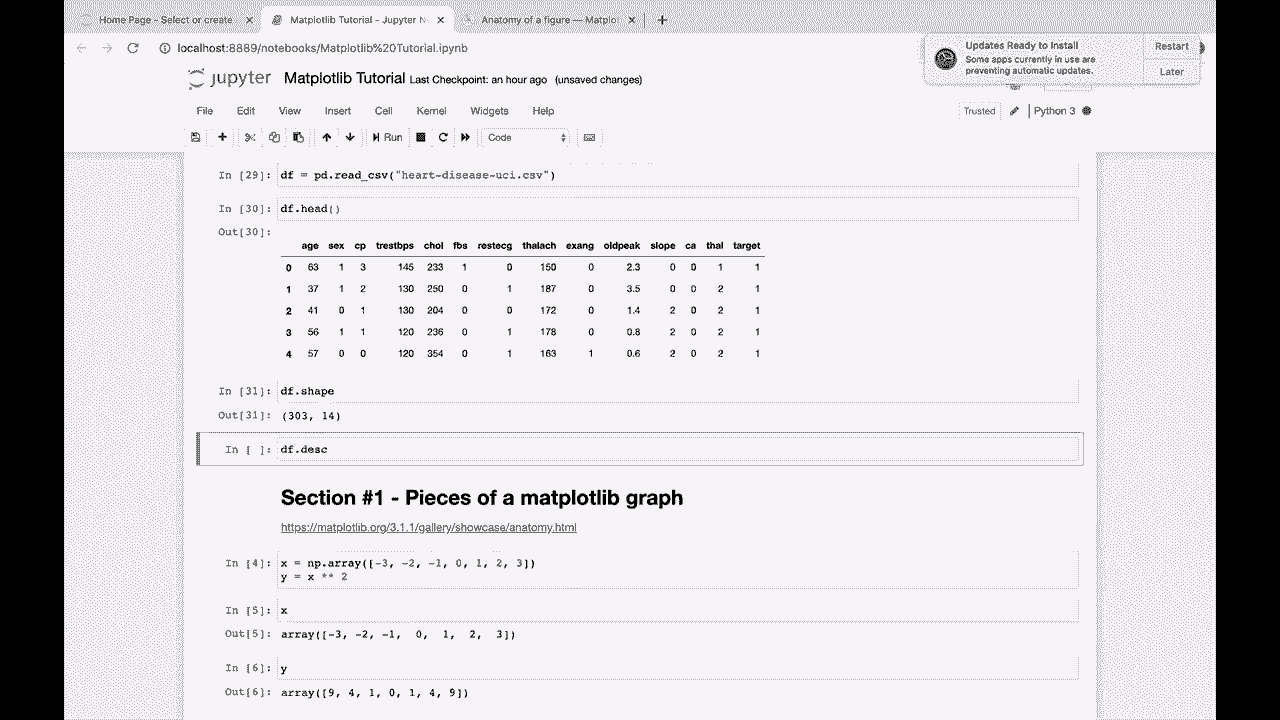 Home Page - Select or create
Matplotlib Tutorial - Jupyter N
Anatomy of a figure — Matplot
localhost:8889/notebooks/Matplotlib%20Tutorial.ipynb
Updates Ready to Install
Some apps currently in use are
preventing automatic updates.
Restart
Later
jupyter Matplotlib Tutorial Last Checkpoint: an hour ago (unsaved changes)
File Edit View Insert Cell Kernel Widgets Help Trusted Python 3
Run Code
In [29]: df = pd.read_csv("heart-disease-uci.csv")
In [30]: df.head()
Out[30]:
age sex cp trestbps chol fbs restecg thalach exang oldpeak slope ca thal target
0 63 1 3 145 233 1 0 150 0 2.3 0 0 1 1
1 37 1 2 130 250 0 1 187 0 3.5 0 0 2 1
2 41 0 1 130 204 0 0 172 0 1.4 2 0 2 1
3 56 1 1 120 236 0 1 178 0 0.8 2 0 2 1
4 57 0 0 120 354 0 1 163 1 0.6 2 0 2 1
In [31]: df.shape
Out[31]: (303, 14)
In [ ]: df.desc
Section #1 - Pieces of a matplotlib graph
https://matplotlib.org/3.1.1/gallery/showcase/anatomy.html
In [4]: x = np.array([-3, -2, -1, 0, 1, 2, 3])
y = x ** 2
In [5]: x
Out[5]: array([-3, -2, -1, 0, 1, 2, 3])
In [6]: y
Out[6]: array([9, 4, 1, 0, 1, 4, 9])